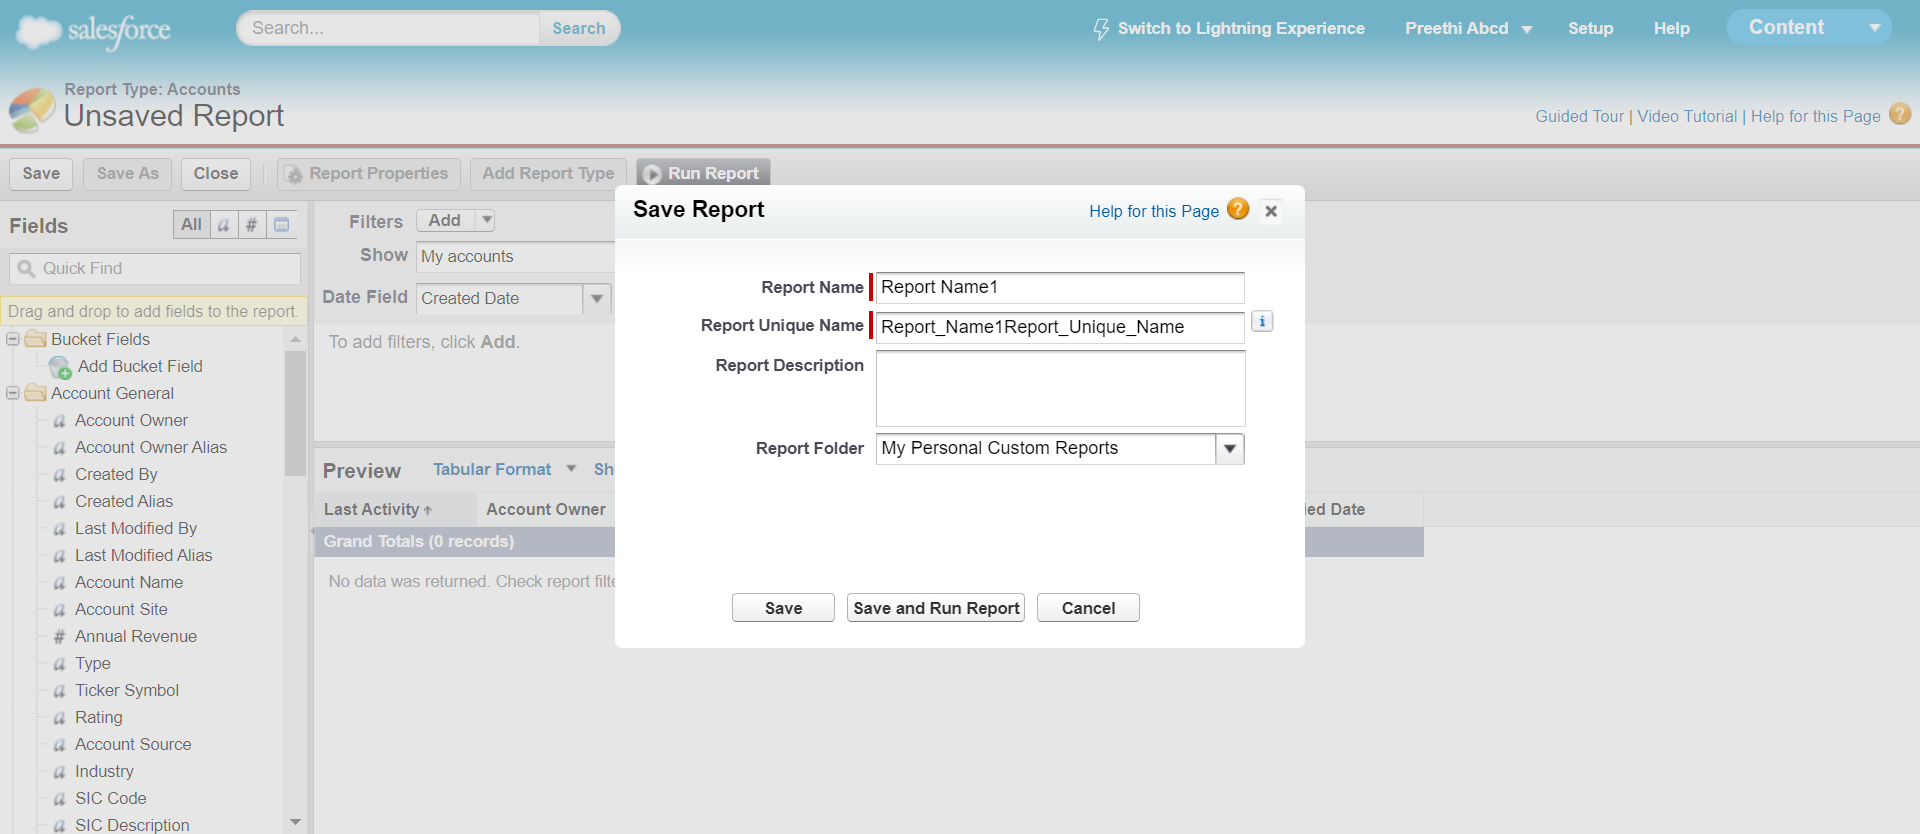 salesforce
Search...
Search
Switch to Lightning Experience
Preethi Abcd
Setup
Help
Content
Report Type: Accounts
Unsaved Report
Guided Tour | Video Tutorial | Help for this Page ?
Save
Save As
Close
Report Properties
Add Report Type
Run Report
Fields
All
a
#
Quick Find
Drag and drop to add fields to the report.
Bucket Fields
Add Bucket Field
Account General
a Account Owner
a Account Owner Alias
a Created By
a Created Alias
a Last Modified By
a Last Modified Alias
a Account Name
a Account Site
# Annual Revenue
a Type
a Ticker Symbol
a Rating
a Account Source
a Industry
a SIC Code
a SIC Description
Filters
Add
Show
My accounts
Date Field
Created Date
To add filters, click Add.
Preview
Tabular Format
Sh
Last Activity
Account Owner
ied Date
Grand Totals (0 records)
No data was returned. Check report filte
Save Report
Help for this Page ?
Report Name
Report Name1
Report Unique Name
Report_Name1Report_Unique_Name
i
Report Description
Report Folder
My Personal Custom Reports
Save
Save and Run Report
Cancel